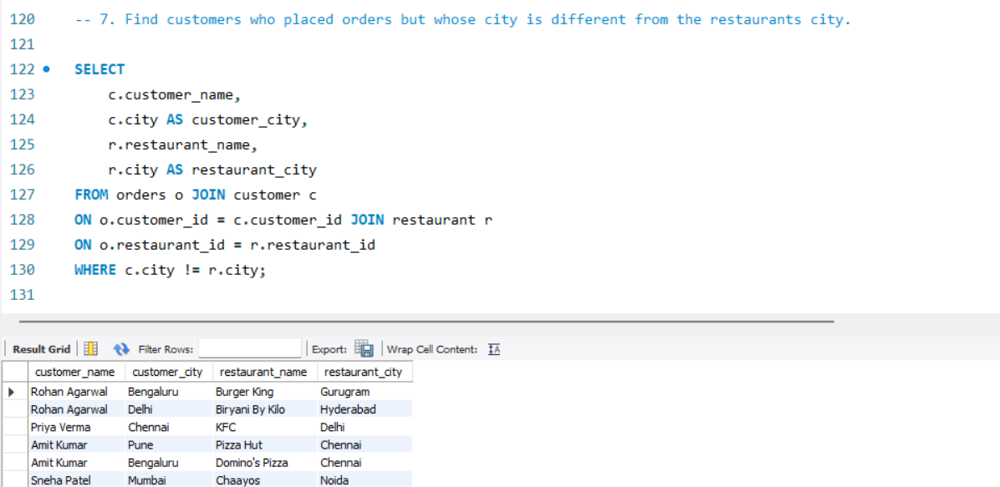 120 -- 7. Find customers who placed orders but whose city is different from the restaurants city.
121
122 SELECT
123 c.customer_name,
124 c.city AS customer_city,
125 r.restaurant_name,
126 r.city AS restaurant_city
127 FROM orders o JOIN customer c
128 ON o.customer_id = c.customer_id JOIN restaurant r
129 ON o.restaurant_id = r.restaurant_id
130 WHERE c.city != r.city;
131
Result Grid Filter Rows: Export: Wrap Cell Content:
customer_name customer_city restaurant_name restaurant_city
Rohan Agarwal Bengaluru Burger King Gurugram
Rohan Agarwal Delhi Biryani By Kilo Hyderabad
Priya Verma Chennai KFC Delhi
Amit Kumar Pune Pizza Hut Chennai
Amit Kumar Bengaluru Domino's Pizza Chennai
Sneha Patel Mumbai Chaayos Noida